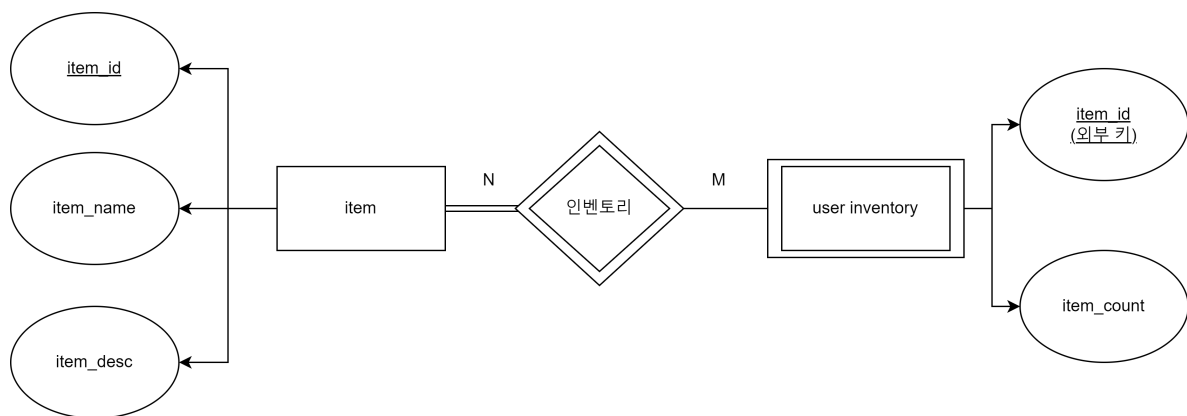 item_id
item_name
item_desc
item
N
인벤토리
M
user inventory
item_id
(외부 키)
item_count